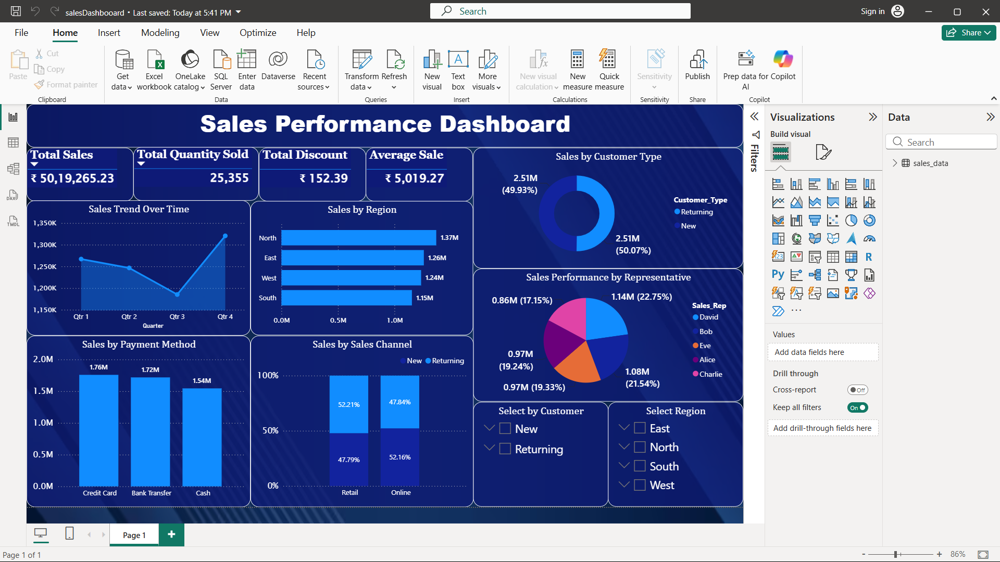 salesDashbooard • Last saved: Today at 5:41 PM
Search
Sign in
File
Home
Insert
Modeling
View
Optimize
Help
Share
Paste
Cut
Copy
Format painter
Clipboard
Get data
Excel workbook
OneLake catalog
SQL Server
Enter data
Dataverse
Recent sources
Data
Transform data
Refresh
Queries
New visual
Text box
More visuals
Insert
New visual calculation
New measure
Quick measure
Calculations
Sensitivity
Sensitivity
Publish
Share
Prep data for AI
Copilot
Copilot
DAX
TMDL
Sales Performance Dashboard
Total Sales
₹ 50,19,265.23
Total Quantity Sold
25,355
Total Discount
₹ 152.39
Average Sale
₹ 5,019.27
Sales Trend Over Time
1,350K
1,300K
1,250K
1,200K
1,150K
Qtr 1
Qtr 2
Qtr 3
Qtr 4
Quarter
Sales by Region
North
1.37M
East
1.26M
West
1.24M
South
1.15M
0.0M
0.5M
1.0M
Sales by Customer Type
2.51M
(49.93%)
2.51M
(50.07%)
Customer_Type
Returning
New
Sales Performance by Representative
0.86M (17.15%)
1.14M (22.75%)
0.97M
(19.24%)
1.08M
(21.54%)
0.97M (19.33%)
Sales_Rep
David
Bob
Eve
Alice
Charlie
Sales by Payment Method
2.0M
1.5M
1.0M
0.5M
0.0M
1.76M
1.72M
1.54M
Credit Card
Bank Transfer
Cash
Sales by Sales Channel
New
Returning
100%
50%
0%
52.21%
47.84%
47.79%
52.16%
Retail
Online
Select by Customer
New
Returning
Select Region
East
North
South
West
Filters
Visualizations
Build visual
123
R
Py
Values
Add data fields here
Drill through
Cross-report
Off
Keep all filters
On
Add drill-through fields here
Data
Search
sales_data
Page 1
Page 1 of 1
86%